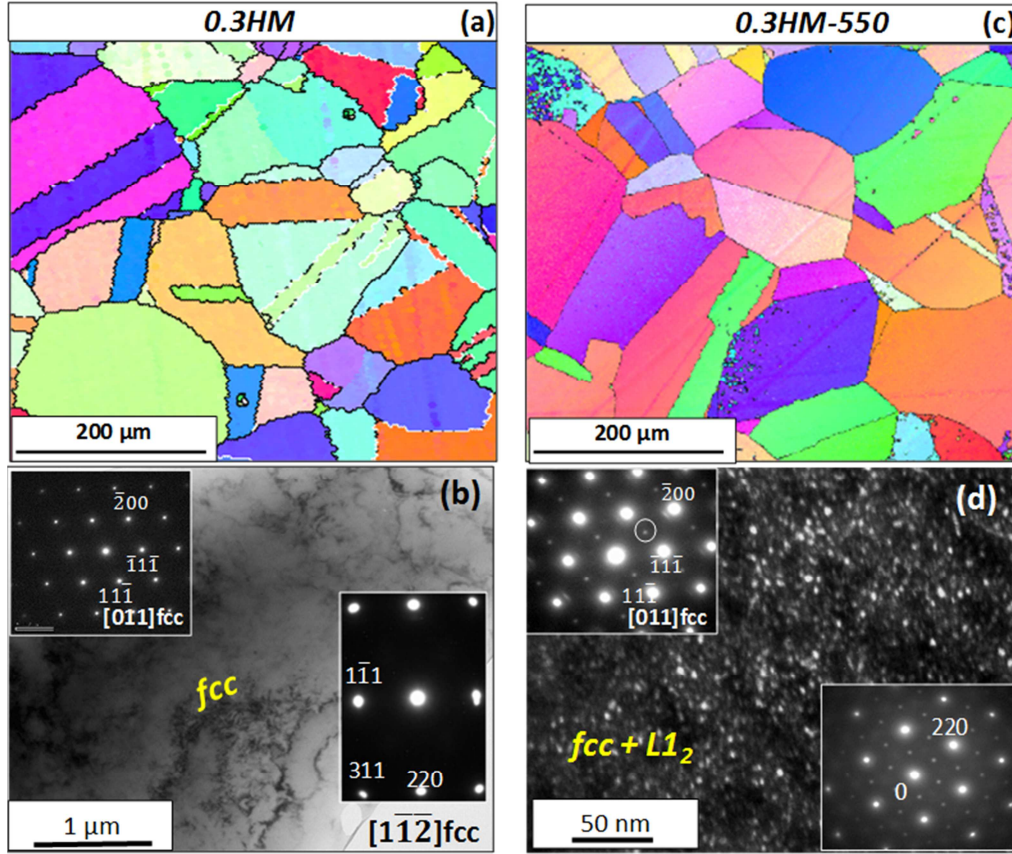 0.3HM (a)
200 µm
0.3HM-550 (c)
200 µm
(b)
2̅00
1̅11̅
111̅
[011]fcc
fcc
11̅1
311 220
1 µm
[11̅2̅]fcc
(d)
2̅00
1̅11̅
111̅
[011]fcc
fcc + L1₂
220
0
50 nm